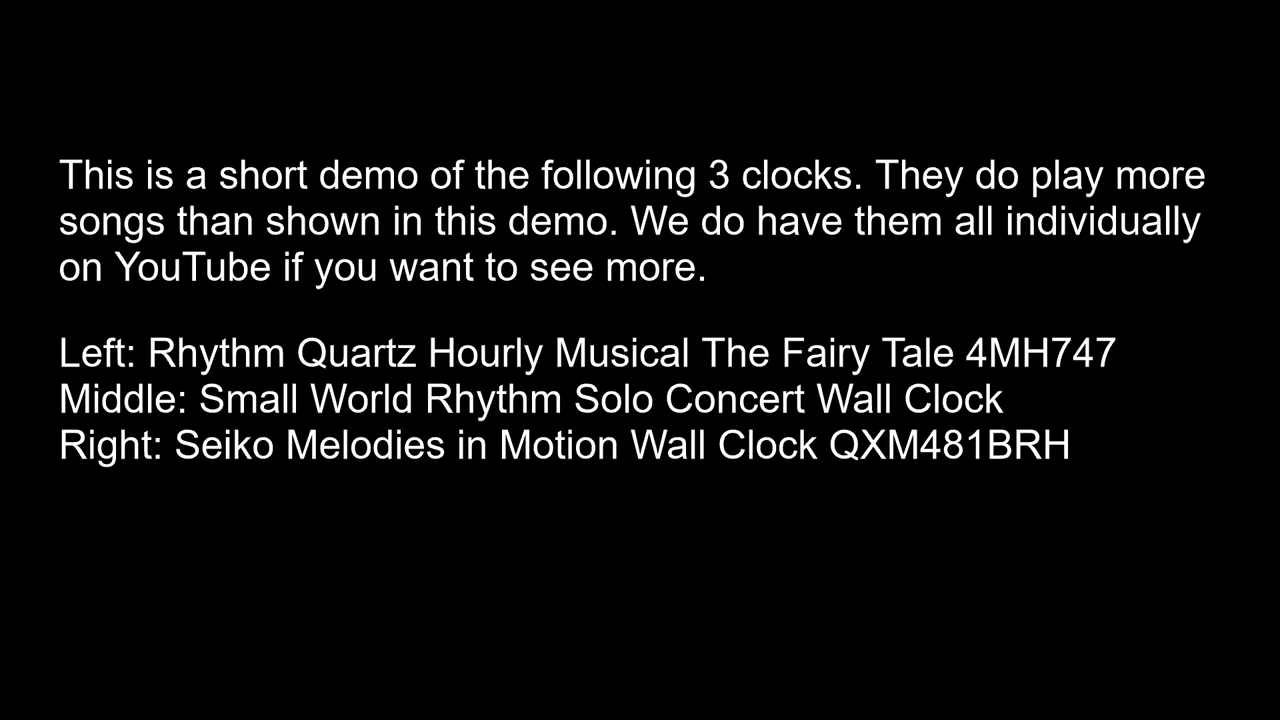 This is a short demo of the following 3 clocks. They do play more
songs than shown in this demo. We do have them all individually
on YouTube if you want to see more.
Left: Rhythm Quartz Hourly Musical The Fairy Tale 4MH747
Middle: Small World Rhythm Solo Concert Wall Clock
Right: Seiko Melodies in Motion Wall Clock QXM481BRH